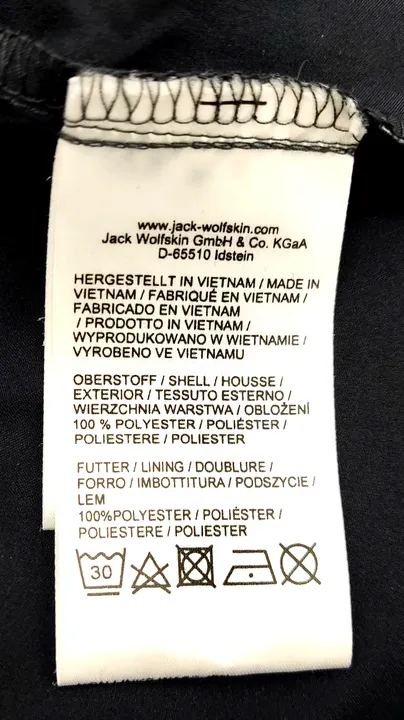 www.jack-wolfskin.com
Jack Wolfskin GmbH & Co. KGaA
D-65510 Idstein
HERGESTELLT IN VIETNAM / MADE IN
VIETNAM / FABRIQUÉ EN VIETNAM /
FABRICADO EN VIETNAM
/ PRODOTTO IN VIETNAM /
WYPRODUKOWANO W WIETNAMIE /
VYROBENO VE VIETNAMU
OBERSTOFF / SHELL / HOUSSE /
EXTERIOR / TESSUTO ESTERNO /
WIERZCHNIA WARSTWA / OBLOŽENÍ
100 % POLYESTER / POLIÉSTER /
POLIESTERE / POLIESTER
FUTTER / LINING / DOUBLURE /
FORRO / IMBOTTITURA / PODSZYCIE /
LEM
100%POLYESTER / POLIÉSTER /
POLIESTERE / POLIESTER
30